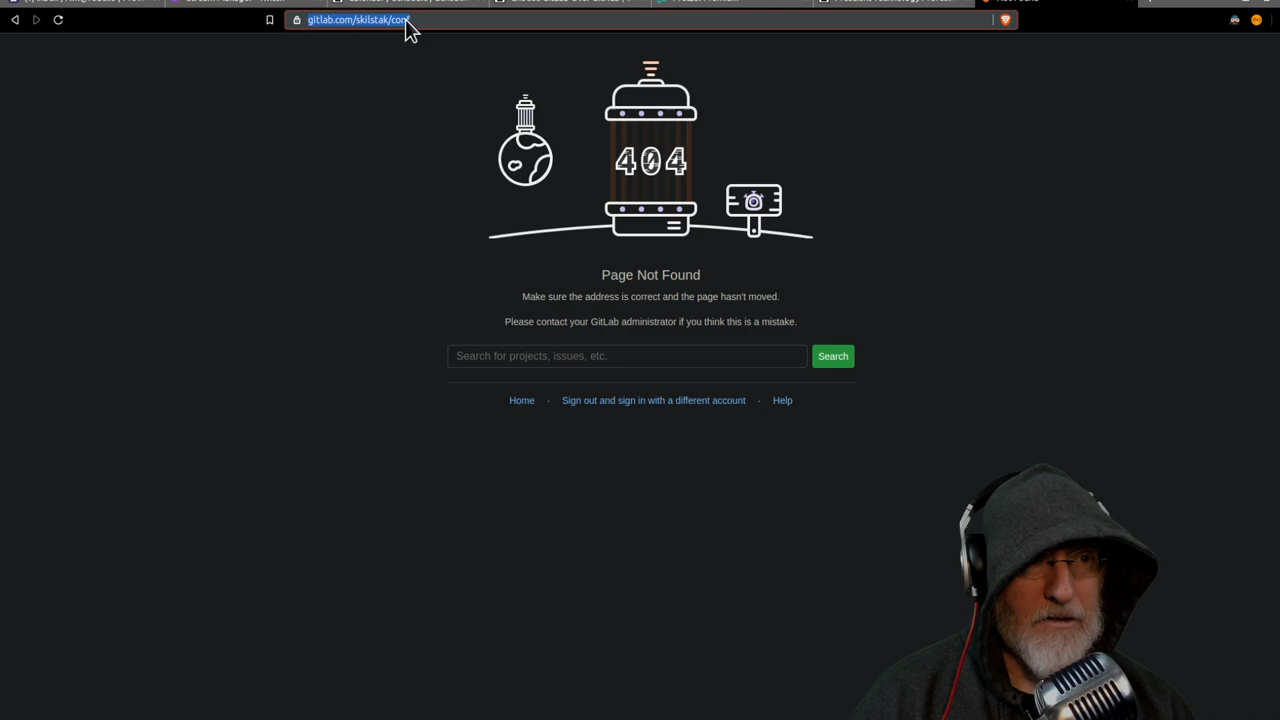 gitlab.com/skilstak/conf
404
Page Not Found
Make sure the address is correct and the page hasn't moved.
Please contact your GitLab administrator if you think this is a mistake.
Search for projects, issues, etc.
Search
Home · Sign out and sign in with a different account · Help